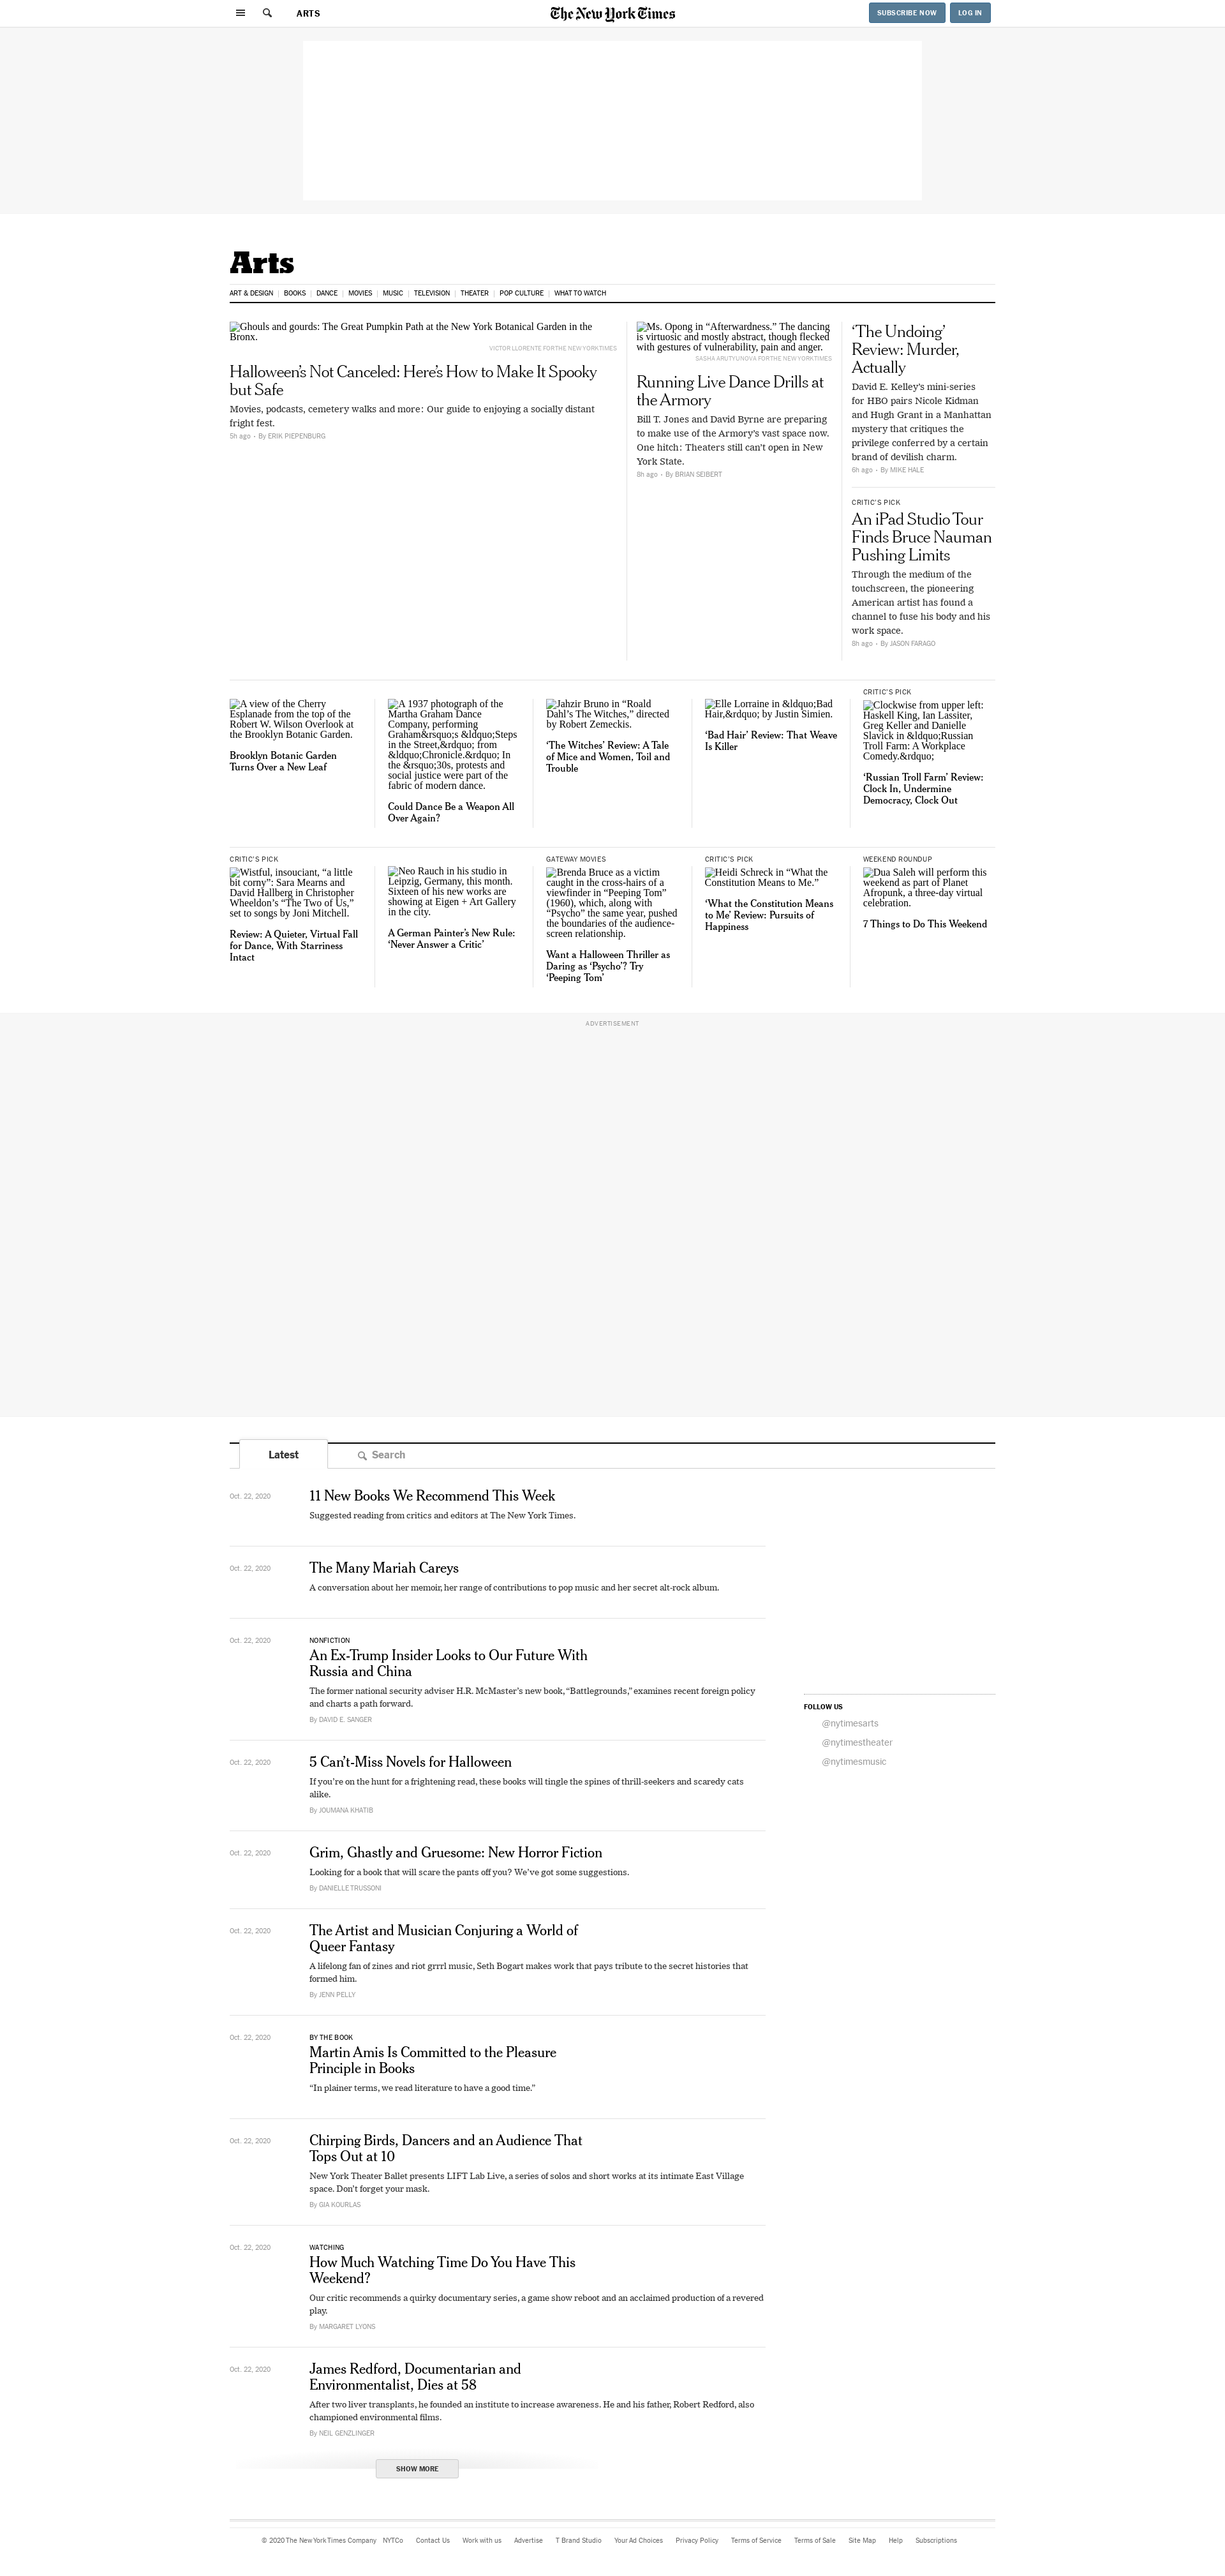 ARTS
The New York Times
SUBSCRIBE NOW
LOG IN
Arts
ART & DESIGN
BOOKS
DANCE
MOVIES
MUSIC
TELEVISION
THEATER
POP CULTURE
WHAT TO WATCH
Ghouls and gourds: The Great Pumpkin Path at the New York Botanical Garden in the
Bronx.
VICTOR LLORENTE FOR THE NEW YORK TIMES
Halloween’s Not Canceled: Here’s How to Make It Spooky
but Safe
Movies, podcasts, cemetery walks and more: Our guide to enjoying a socially distant
fright fest.
5h ago • By ERIK PIEPENBURG
Ms. Opong in “Afterwardness.” The dancing
is virtuosic and mostly abstract, though flecked
with gestures of vulnerability, pain and anger.
SASHA ARUTYUNOVA FOR THE NEW YORK TIMES
Running Live Dance Drills at
the Armory
Bill T. Jones and David Byrne are preparing
to make use of the Armory’s vast space now.
One hitch: Theaters still can’t open in New
York State.
8h ago • By BRIAN SEIBERT
‘The Undoing’
Review: Murder,
Actually
David E. Kelley’s mini-series
for HBO pairs Nicole Kidman
and Hugh Grant in a Manhattan
mystery that critiques the
privilege conferred by a certain
brand of devilish charm.
6h ago • By MIKE HALE
CRITIC’S PICK
An iPad Studio Tour
Finds Bruce Nauman
Pushing Limits
Through the medium of the
touchscreen, the pioneering
American artist has found a
channel to fuse his body and his
work space.
8h ago • By JASON FARAGO
A view of the Cherry
Esplanade from the top of the
Robert W. Wilson Overlook at
the Brooklyn Botanic Garden.
Brooklyn Botanic Garden
Turns Over a New Leaf
A 1937 photograph of the
Martha Graham Dance
Company, performing
Graham&rsquo;s &ldquo;Steps
in the Street,&rdquo; from
&ldquo;Chronicle.&rdquo; In
the &rsquo;30s, protests and
social justice were part of the
fabric of modern dance.
Could Dance Be a Weapon All
Over Again?
Jahzir Bruno in “Roald
Dahl’s The Witches,” directed
by Robert Zemeckis.
‘The Witches’ Review: A Tale
of Mice and Women, Toil and
Trouble
Elle Lorraine in &ldquo;Bad
Hair,&rdquo; by Justin Simien.
‘Bad Hair’ Review: That Weave
Is Killer
CRITIC’S PICK
Clockwise from upper left:
Haskell King, Ian Lassiter,
Greg Keller and Danielle
Slavick in &ldquo;Russian
Troll Farm: A Workplace
Comedy.&rdquo;
‘Russian Troll Farm’ Review:
Clock In, Undermine
Democracy, Clock Out
CRITIC’S PICK
Wistful, insouciant, “a little
bit corny”: Sara Mearns and
David Hallberg in Christopher
Wheeldon’s “The Two of Us,”
set to songs by Joni Mitchell.
Review: A Quieter, Virtual Fall
for Dance, With Starriness
Intact
Neo Rauch in his studio in
Leipzig, Germany, this month.
Sixteen of his new works are
showing at Eigen + Art Gallery
in the city.
A German Painter’s New Rule:
‘Never Answer a Critic’
GATEWAY MOVIES
Brenda Bruce as a victim
caught in the cross-hairs of a
viewfinder in “Peeping Tom”
(1960), which, along with
“Psycho” the same year, pushed
the boundaries of the audience-
screen relationship.
Want a Halloween Thriller as
Daring as ‘Psycho’? Try
‘Peeping Tom’
CRITIC’S PICK
Heidi Schreck in “What the
Constitution Means to Me.”
‘What the Constitution Means
to Me’ Review: Pursuits of
Happiness
WEEKEND ROUNDUP
Dua Saleh will perform this
weekend as part of Planet
Afropunk, a three-day virtual
celebration.
7 Things to Do This Weekend
ADVERTISEMENT
Latest
Search
Oct. 22, 2020
11 New Books We Recommend This Week
Suggested reading from critics and editors at The New York Times.
Oct. 22, 2020
The Many Mariah Careys
A conversation about her memoir, her range of contributions to pop music and her secret alt-rock album.
Oct. 22, 2020
NONFICTION
An Ex-Trump Insider Looks to Our Future With
Russia and China
The former national security adviser H.R. McMaster’s new book, “Battlegrounds,” examines recent foreign policy
and charts a path forward.
By DAVID E. SANGER
Oct. 22, 2020
5 Can’t-Miss Novels for Halloween
If you’re on the hunt for a frightening read, these books will tingle the spines of thrill-seekers and scaredy cats
alike.
By JOUMANA KHATIB
Oct. 22, 2020
Grim, Ghastly and Gruesome: New Horror Fiction
Looking for a book that will scare the pants off you? We’ve got some suggestions.
By DANIELLE TRUSSONI
Oct. 22, 2020
The Artist and Musician Conjuring a World of
Queer Fantasy
A lifelong fan of zines and riot grrrl music, Seth Bogart makes work that pays tribute to the secret histories that
formed him.
By JENN PELLY
Oct. 22, 2020
BY THE BOOK
Martin Amis Is Committed to the Pleasure
Principle in Books
“In plainer terms, we read literature to have a good time.”
Oct. 22, 2020
Chirping Birds, Dancers and an Audience That
Tops Out at 10
New York Theater Ballet presents LIFT Lab Live, a series of solos and short works at its intimate East Village
space. Don’t forget your mask.
By GIA KOURLAS
Oct. 22, 2020
WATCHING
How Much Watching Time Do You Have This
Weekend?
Our critic recommends a quirky documentary series, a game show reboot and an acclaimed production of a revered
play.
By MARGARET LYONS
Oct. 22, 2020
James Redford, Documentarian and
Environmentalist, Dies at 58
After two liver transplants, he founded an institute to increase awareness. He and his father, Robert Redford, also
championed environmental films.
By NEIL GENZLINGER
SHOW MORE
FOLLOW US
@nytimesarts
@nytimestheater
@nytimesmusic
© 2020 The New York Times Company
NYTCo
Contact Us
Work with us
Advertise
T Brand Studio
Your Ad Choices
Privacy Policy
Terms of Service
Terms of Sale
Site Map
Help
Subscriptions